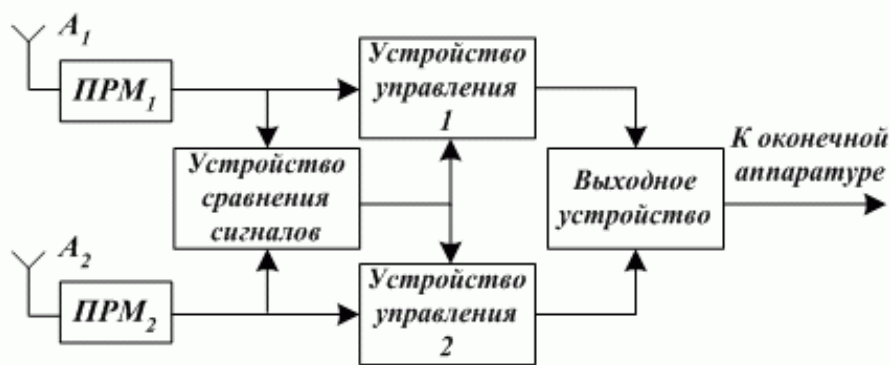 A1
ПРМ1
Устройство
управления
1
Устройство
сравнения
сигналов
Выходное
устройство
К оконечной
аппаратуре
A2
ПРМ2
Устройство
управления
2